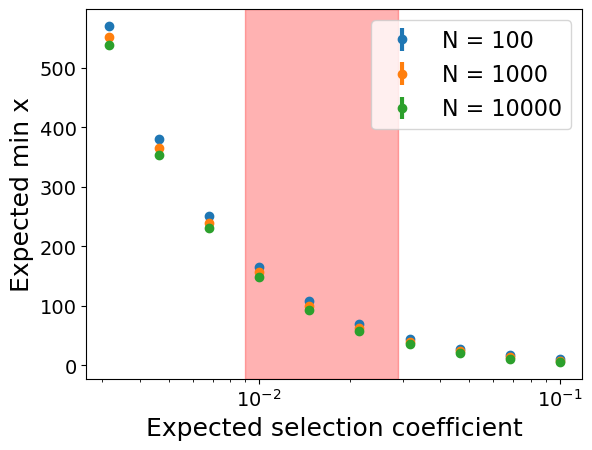 N = 100
N = 1000
N = 10000
500
400
300
200
100
0
Expected min x
10⁻²
10⁻¹
Expected selection coefficient